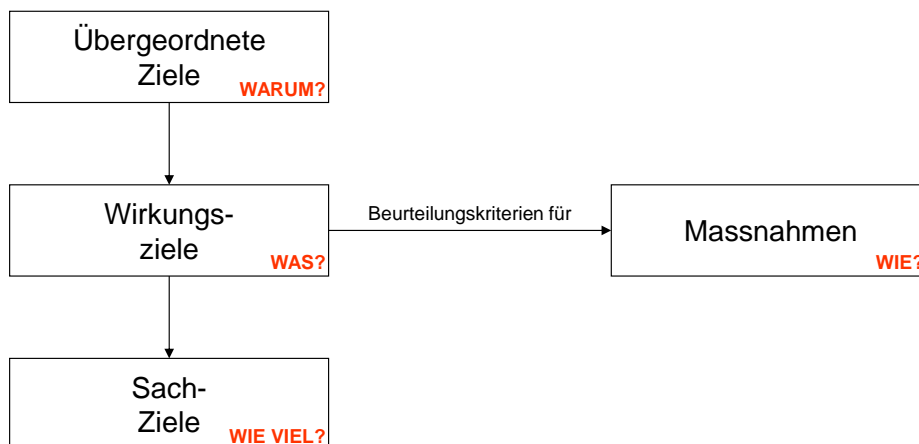 Übergeordnete
Ziele
WARUM?
Wirkungs-
ziele
WAS?
Beurteilungskriterien für
Massnahmen
WIE?
Sach-
Ziele
WIE VIEL?